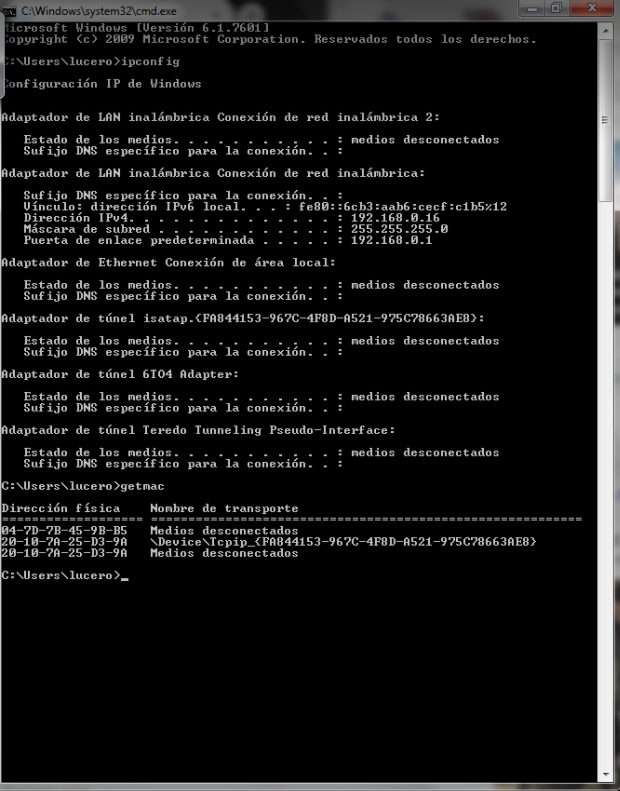 C:\Windows\system32\cmd.exe
Microsoft Windows [Versión 6.1.7601]
Copyright (c) 2009 Microsoft Corporation. Reservados todos los derechos.
C:\Users\lucero>ipconfig
Configuración IP de Windows
Adaptador de LAN inalámbrica Conexión de red inalámbrica 2:
Estado de los medios. . . . . . . . . . . : medios desconectados
Sufijo DNS específico para la conexión. . :
Adaptador de LAN inalámbrica Conexión de red inalámbrica:
Sufijo DNS específico para la conexión. . :
Vínculo: dirección IPv6 local. . . : fe80::6cb3:aab6:cecf:c1b5%12
Dirección IPv4. . . . . . . . . . . . . . : 192.168.0.16
Máscara de subred . . . . . . . . . . . . : 255.255.255.0
Puerta de enlace predeterminada . . . . . : 192.168.0.1
Adaptador de Ethernet Conexión de área local:
Estado de los medios. . . . . . . . . . . : medios desconectados
Sufijo DNS específico para la conexión. . :
Adaptador de túnel isatap.{FA844153-967C-4F8D-A521-975C78663AE8}:
Estado de los medios. . . . . . . . . . . : medios desconectados
Sufijo DNS específico para la conexión. . :
Adaptador de túnel 6TO4 Adapter:
Estado de los medios. . . . . . . . . . . : medios desconectados
Sufijo DNS específico para la conexión. . :
Adaptador de túnel Teredo Tunneling Pseudo-Interface:
Estado de los medios. . . . . . . . . . . : medios desconectados
Sufijo DNS específico para la conexión. . :
C:\Users\lucero>getmac
Dirección física Nombre de transporte
=================== ==========================================================
04-7D-7B-45-9B-B5 Medios desconectados
20-10-7A-25-D3-9A \Device\Tcpip_{FA844153-967C-4F8D-A521-975C78663AE8}
20-10-7A-25-D3-9A Medios desconectados
C:\Users\lucero>_